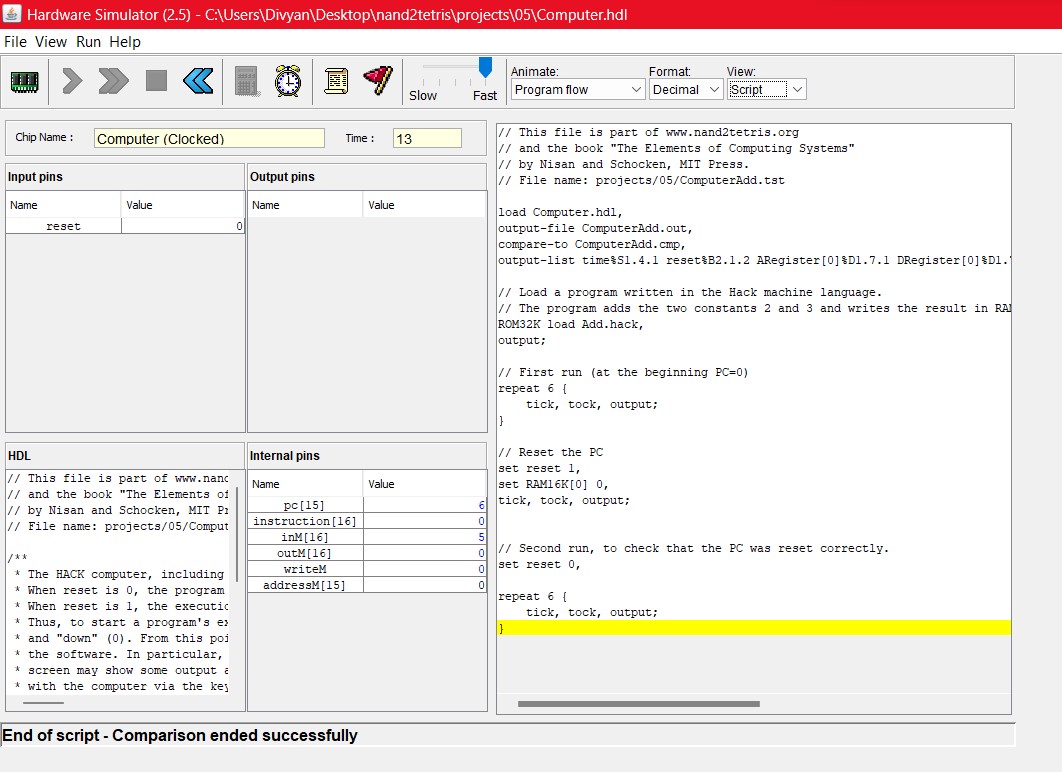 Hardware Simulator (2.5) - C:\Users\Divyan\Desktop\nand2tetris\projects\05\Computer.hdl
File View Run Help
Slow Fast
Animate: Format: View:
Program flow Decimal Script
Chip Name : Computer (Clocked) Time : 13
Input pins
Name Value
reset 0
Output pins
Name Value
HDL
// This file is part of www.nand
// and the book "The Elements of
// by Nisan and Schocken, MIT Pr
// File name: projects/05/Comput
/**
* The HACK computer, including
* When reset is 0, the program
* When reset is 1, the executio
* Thus, to start a program's ex
* and "down" (0). From this poi
* the software. In particular,
* screen may show some output a
* with the computer via the key
Internal pins
Name Value
pc[15] 6
instruction[16] 0
inM[16] 5
outM[16] 0
writeM 0
addressM[15] 0
// This file is part of www.nand2tetris.org
// and the book "The Elements of Computing Systems"
// by Nisan and Schocken, MIT Press.
// File name: projects/05/ComputerAdd.tst
load Computer.hdl,
output-file ComputerAdd.out,
compare-to ComputerAdd.cmp,
output-list time%S1.4.1 reset%B2.1.2 ARegister[0]%D1.7.1 DRegister[0]%D1.
// Load a program written in the Hack machine language.
// The program adds the two constants 2 and 3 and writes the result in RAM
ROM32K load Add.hack,
output;
// First run (at the beginning PC=0)
repeat 6 {
tick, tock, output;
}
// Reset the PC
set reset 1,
set RAM16K[0] 0,
tick, tock, output;
// Second run, to check that the PC was reset correctly.
set reset 0,
repeat 6 {
tick, tock, output;
}
End of script - Comparison ended successfully